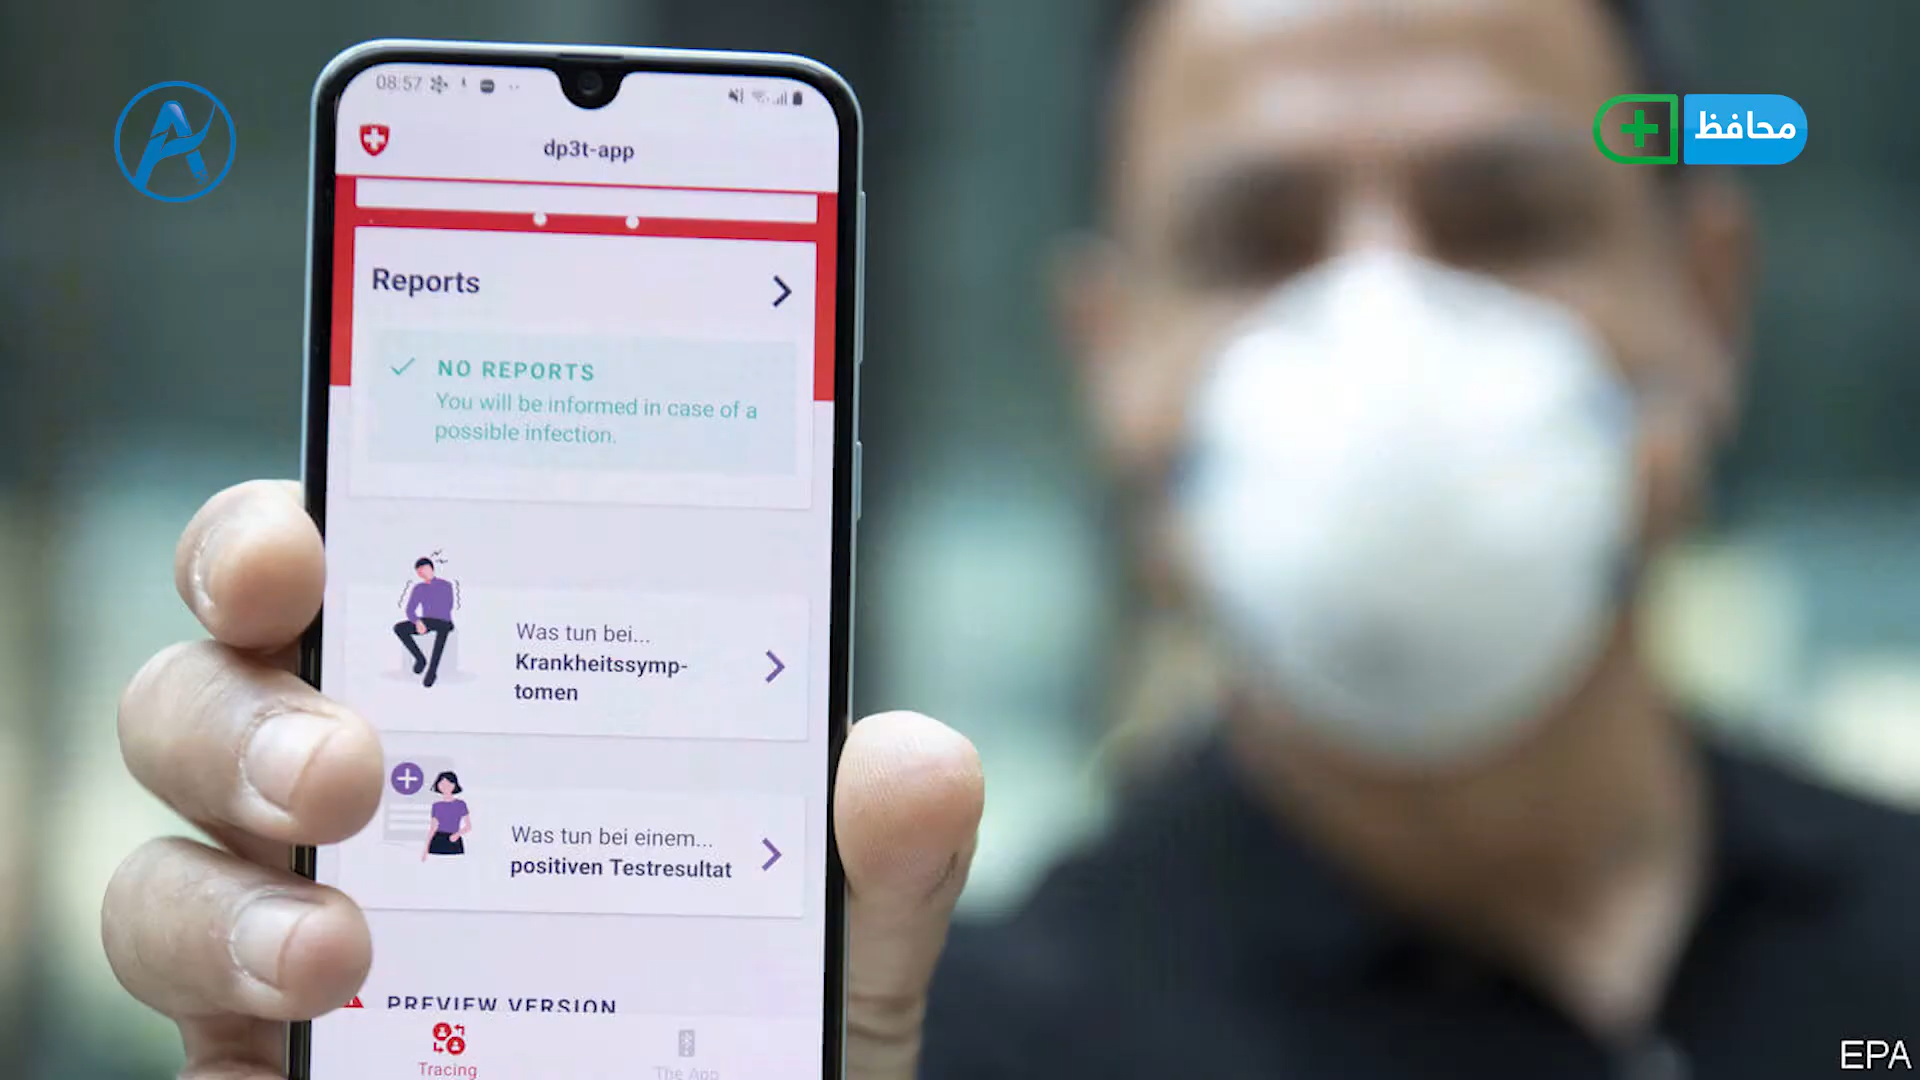 08:57
محافظ
dp3t-app
Reports
NO REPORTS
You will be informed in case of a
possible infection.
Was tun bei...
Krankheitssymp-
tomen
Was tun bei einem...
positiven Testresultat
PREVIEW VERSION
Tracing
The App
EPA